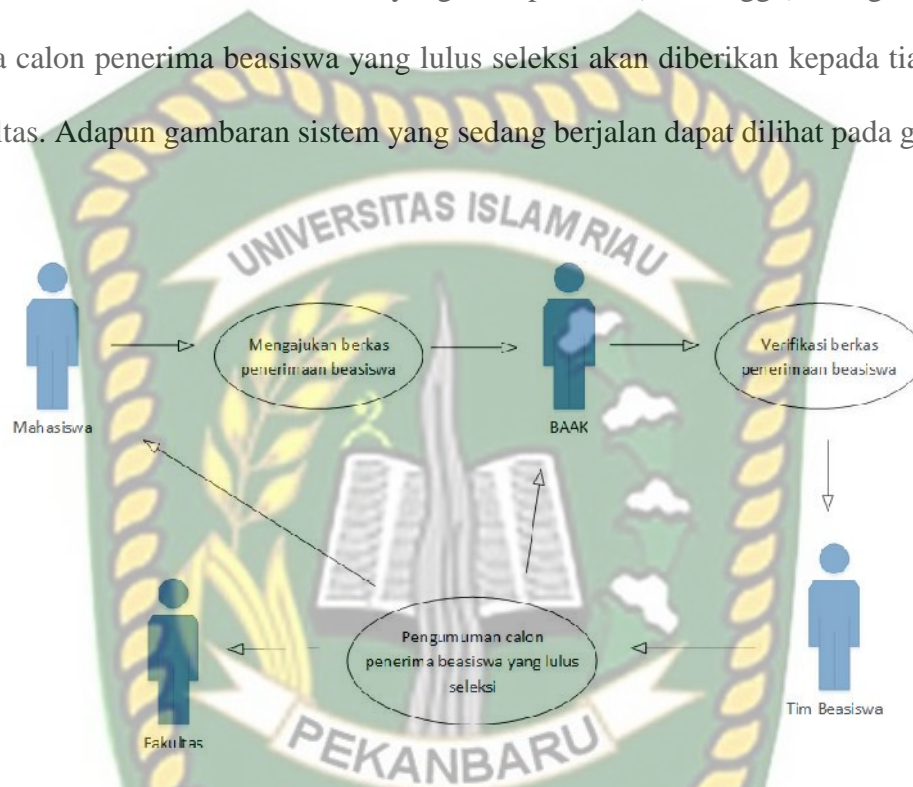 a calon penerima beasiswa yang lulus seleksi akan diberikan kepada tia
ltas. Adapun gambaran sistem yang sedang berjalan dapat dilihat pada g
UNIVERSITAS ISLAM RIAU
Mengajukan berkas
penerimaan beasiswa
Verifikasi berkas
penerimaan beasiswa
Mahasiswa
BAAK
Pengumuman calon
penerima beasiswa yang lulus
seleksi
Tim Beasiswa
Fakultas
PEKANBARU